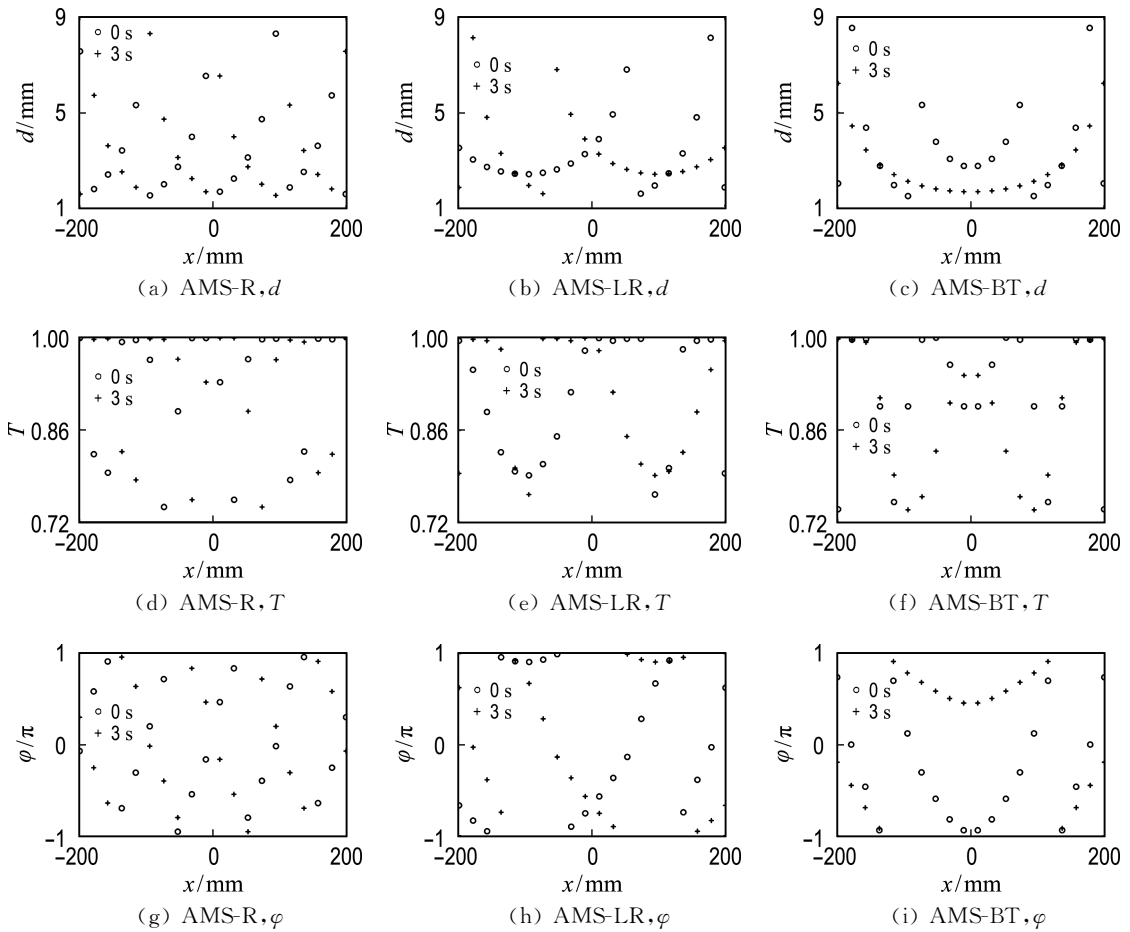 9
5
1
d/mm
○ 0 s
+ 3 s
−200
0
200
x/mm
(a) AMS-R,d
9
5
1
d/mm
○ 0 s
+ 3 s
−200
0
200
x/mm
(b) AMS-LR,d
9
5
1
d/mm
○ 0 s
+ 3 s
−200
0
200
x/mm
(c) AMS-BT,d
1.00
0.86
0.72
T
○ 0 s
+ 3 s
−200
0
200
x/mm
(d) AMS-R,T
1.00
0.86
0.72
T
○ 0 s
+ 3 s
−200
0
200
x/mm
(e) AMS-LR,T
1.00
0.86
0.72
T
○ 0 s
+ 3 s
−200
0
200
x/mm
(f) AMS-BT,T
1
0
−1
φ/π
○ 0 s
+ 3 s
−200
0
200
x/mm
(g) AMS-R,φ
1
0
−1
φ/π
○ 0 s
+ 3 s
−200
0
200
x/mm
(h) AMS-LR,φ
1
0
−1
φ/π
○ 0 s
+ 3 s
−200
0
200
x/mm
(i) AMS-BT,φ